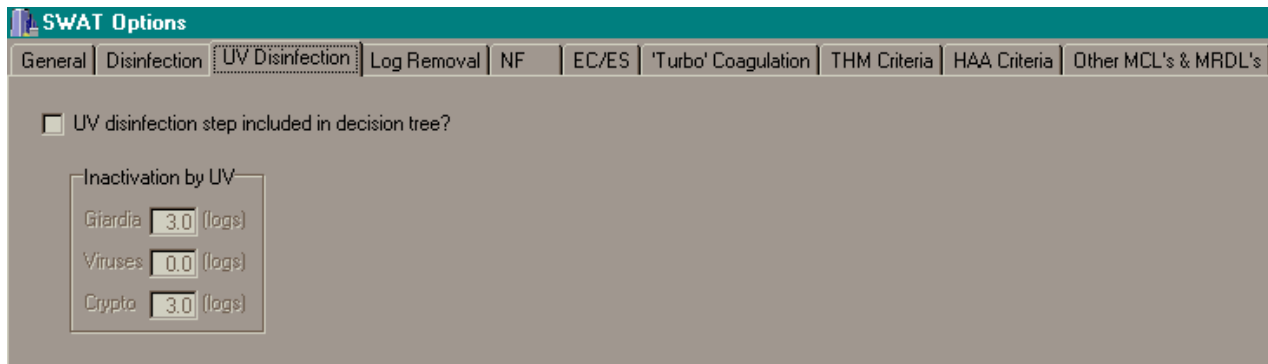 SWAT Options
General Disinfection UV Disinfection Log Removal NF EC/ES 'Turbo' Coagulation THM Criteria HAA Criteria Other MCL's & MRDL's
UV disinfection step included in decision tree?
Inactivation by UV
Giardia 3.0 (logs)
Viruses 0.0 (logs)
Crypto 3.0 (logs)